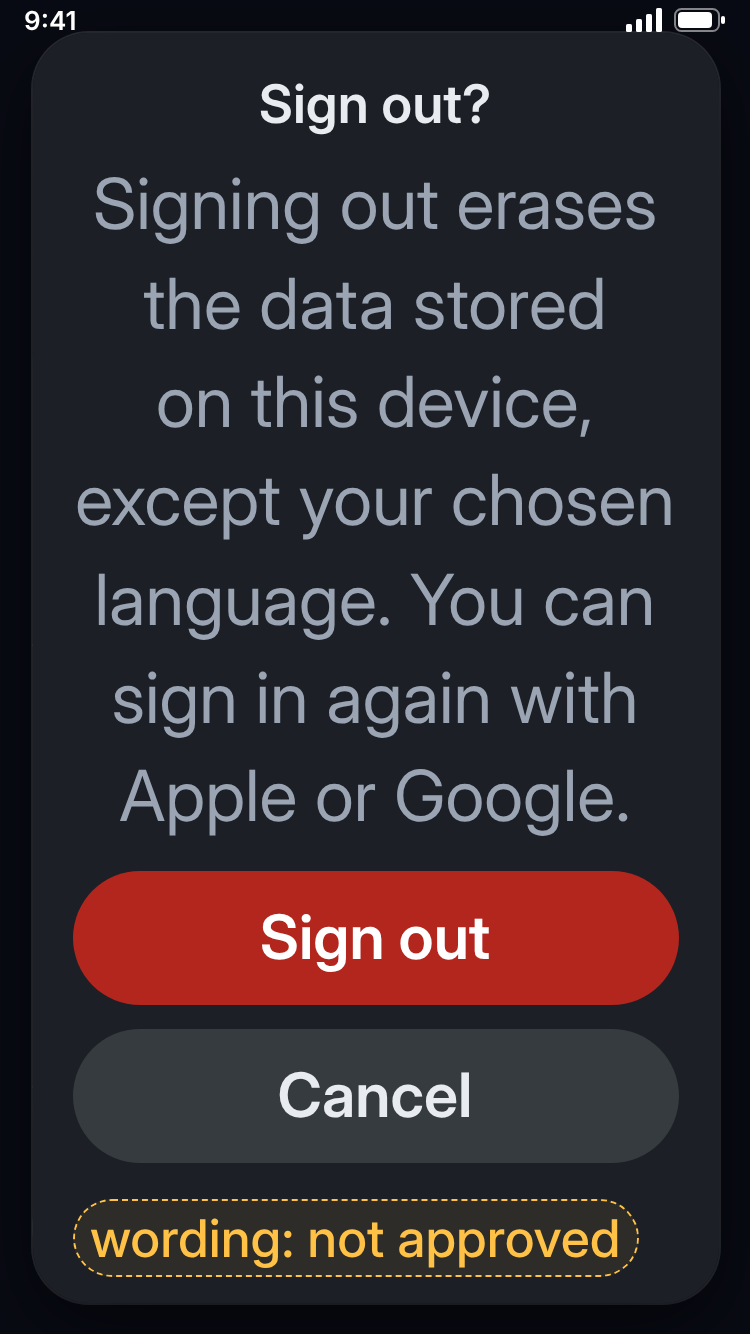 9:41
Sign out?
Signing out erases
the data stored
on this device,
except your chosen
language. You can
sign in again with
Apple or Google.
Sign out
Cancel
wording: not approved